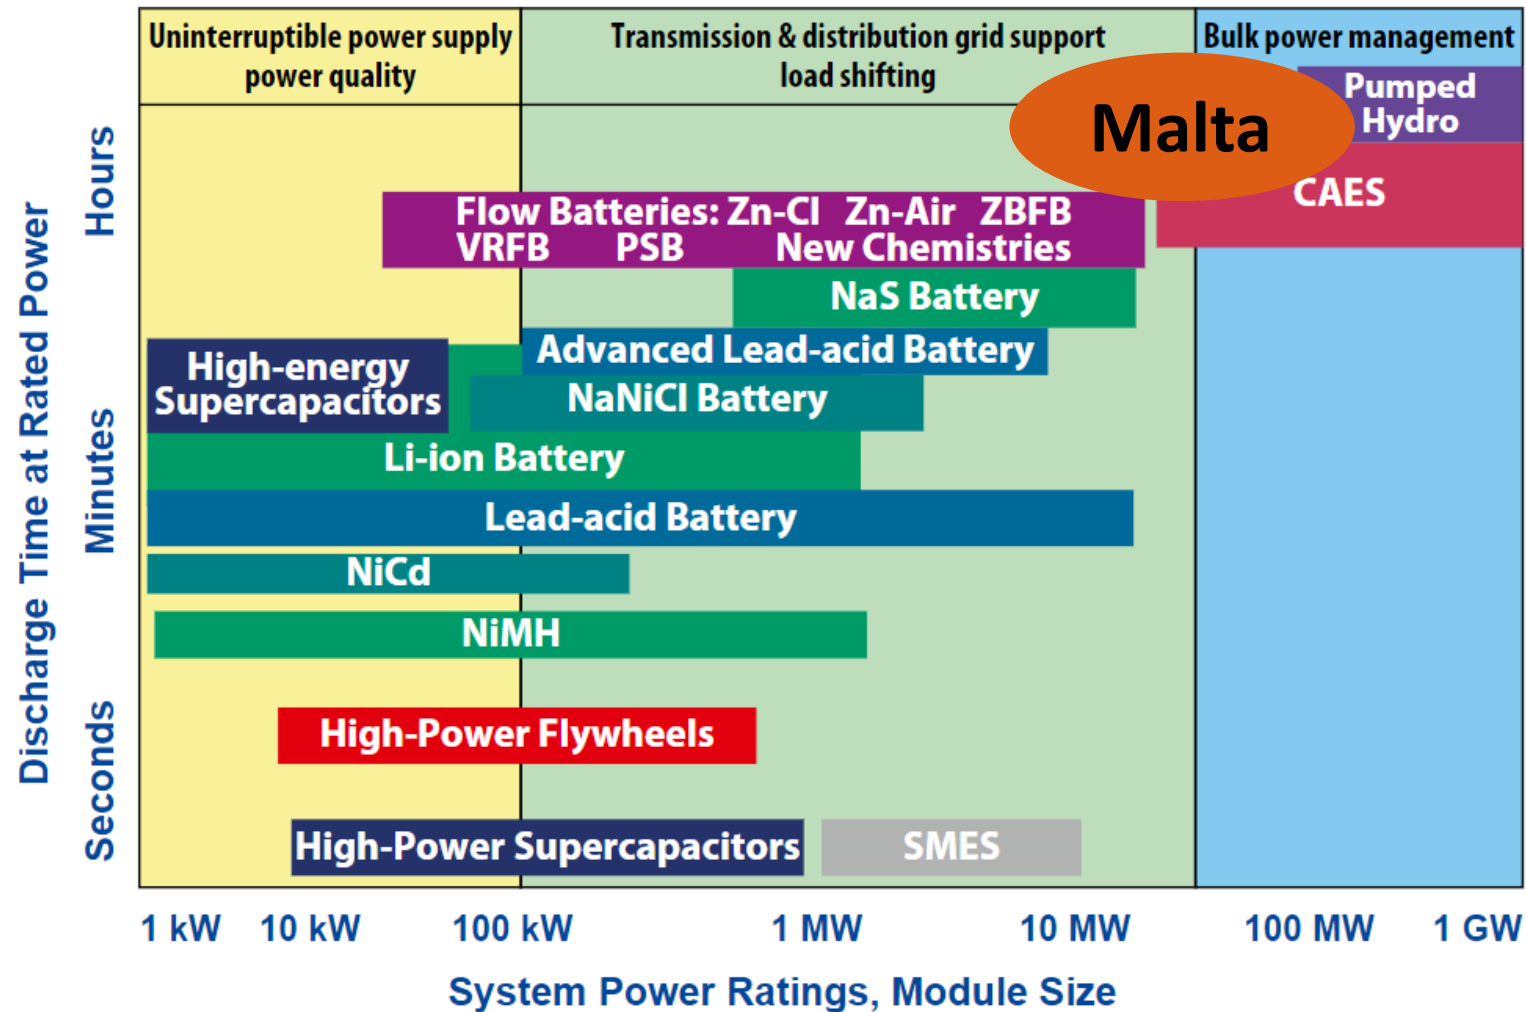 Uninterruptible power supply
power quality
Transmission & distribution grid support
load shifting
Bulk power management
Malta
Pumped
Hydro
CAES
Flow Batteries: Zn-Cl Zn-Air ZBFB
VRFB PSB New Chemistries
NaS Battery
Advanced Lead-acid Battery
High-energy
Supercapacitors
NaNiCl Battery
Li-ion Battery
Lead-acid Battery
NiCd
NiMH
High-Power Flywheels
High-Power Supercapacitors
SMES
Discharge Time at Rated Power
Hours
Minutes
Seconds
1 kW 10 kW 100 kW 1 MW 10 MW 100 MW 1 GW
System Power Ratings, Module Size